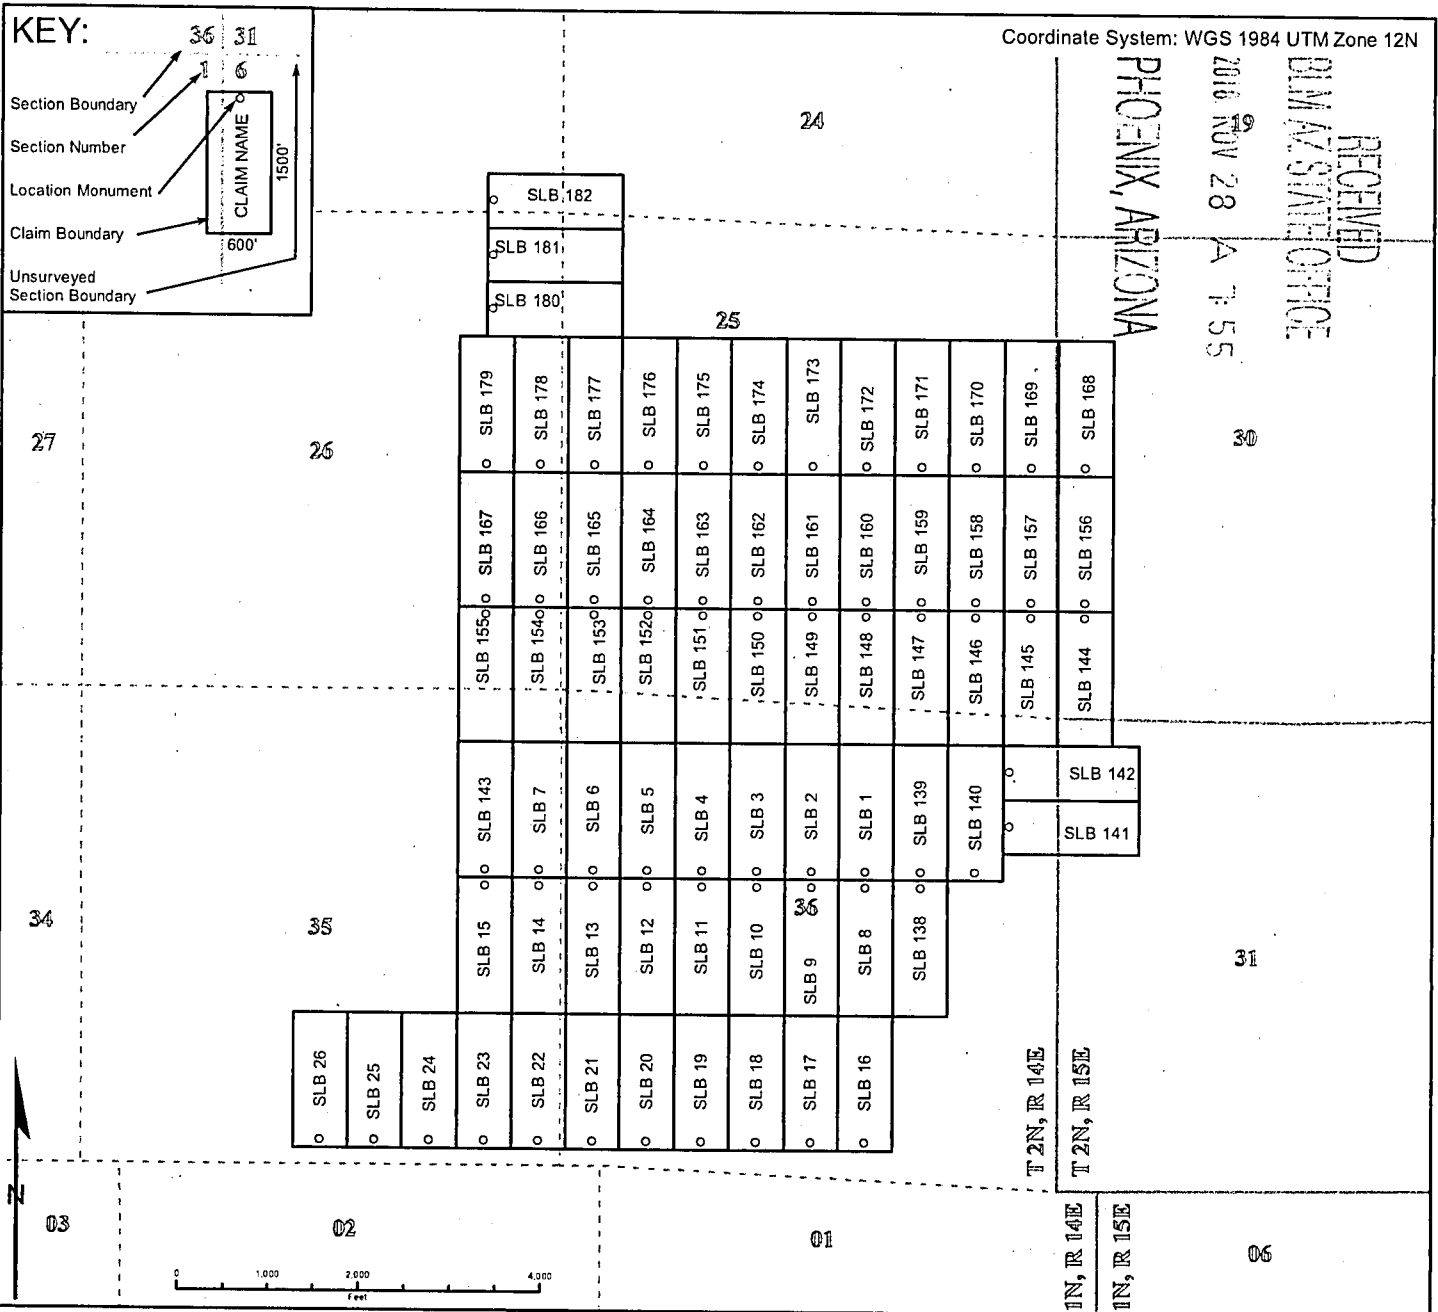 KEY:
36 31
1 6
Section Boundary
Section Number
Location Monument
Claim Boundary
Unsurveyed
Section Boundary
CLAIM NAME
1500'
600'
Coordinate System: WGS 1984 UTM Zone 12N
RECEIVED
BLM AZ STATE OFFICE
2016 NOV 28 A 7: 55
PHOENIX, ARIZONA
24
19
SLB 182
SLB 181
SLB 180
25
27
26
30
SLB 179
SLB 178
SLB 177
SLB 176
SLB 175
SLB 174
SLB 173
SLB 172
SLB 171
SLB 170
SLB 169
SLB 168
SLB 167
SLB 166
SLB 165
SLB 164
SLB 163
SLB 162
SLB 161
SLB 160
SLB 159
SLB 158
SLB 157
SLB 156
SLB 155
SLB 154
SLB 153
SLB 152
SLB 151
SLB 150
SLB 149
SLB 148
SLB 147
SLB 146
SLB 145
SLB 144
SLB 143
SLB 7
SLB 6
SLB 5
SLB 4
SLB 3
SLB 2
SLB 1
SLB 139
SLB 140
SLB 142
SLB 141
34
35
36
31
SLB 15
SLB 14
SLB 13
SLB 12
SLB 11
SLB 10
SLB 9
SLB 8
SLB 138
SLB 26
SLB 25
SLB 24
SLB 23
SLB 22
SLB 21
SLB 20
SLB 19
SLB 18
SLB 17
SLB 16
T 2N, R 14E
T 2N, R 15E
N
03
02
01
06
1N, R 14E
1N, R 15E
0 1,000 2,000 4,000
Feet